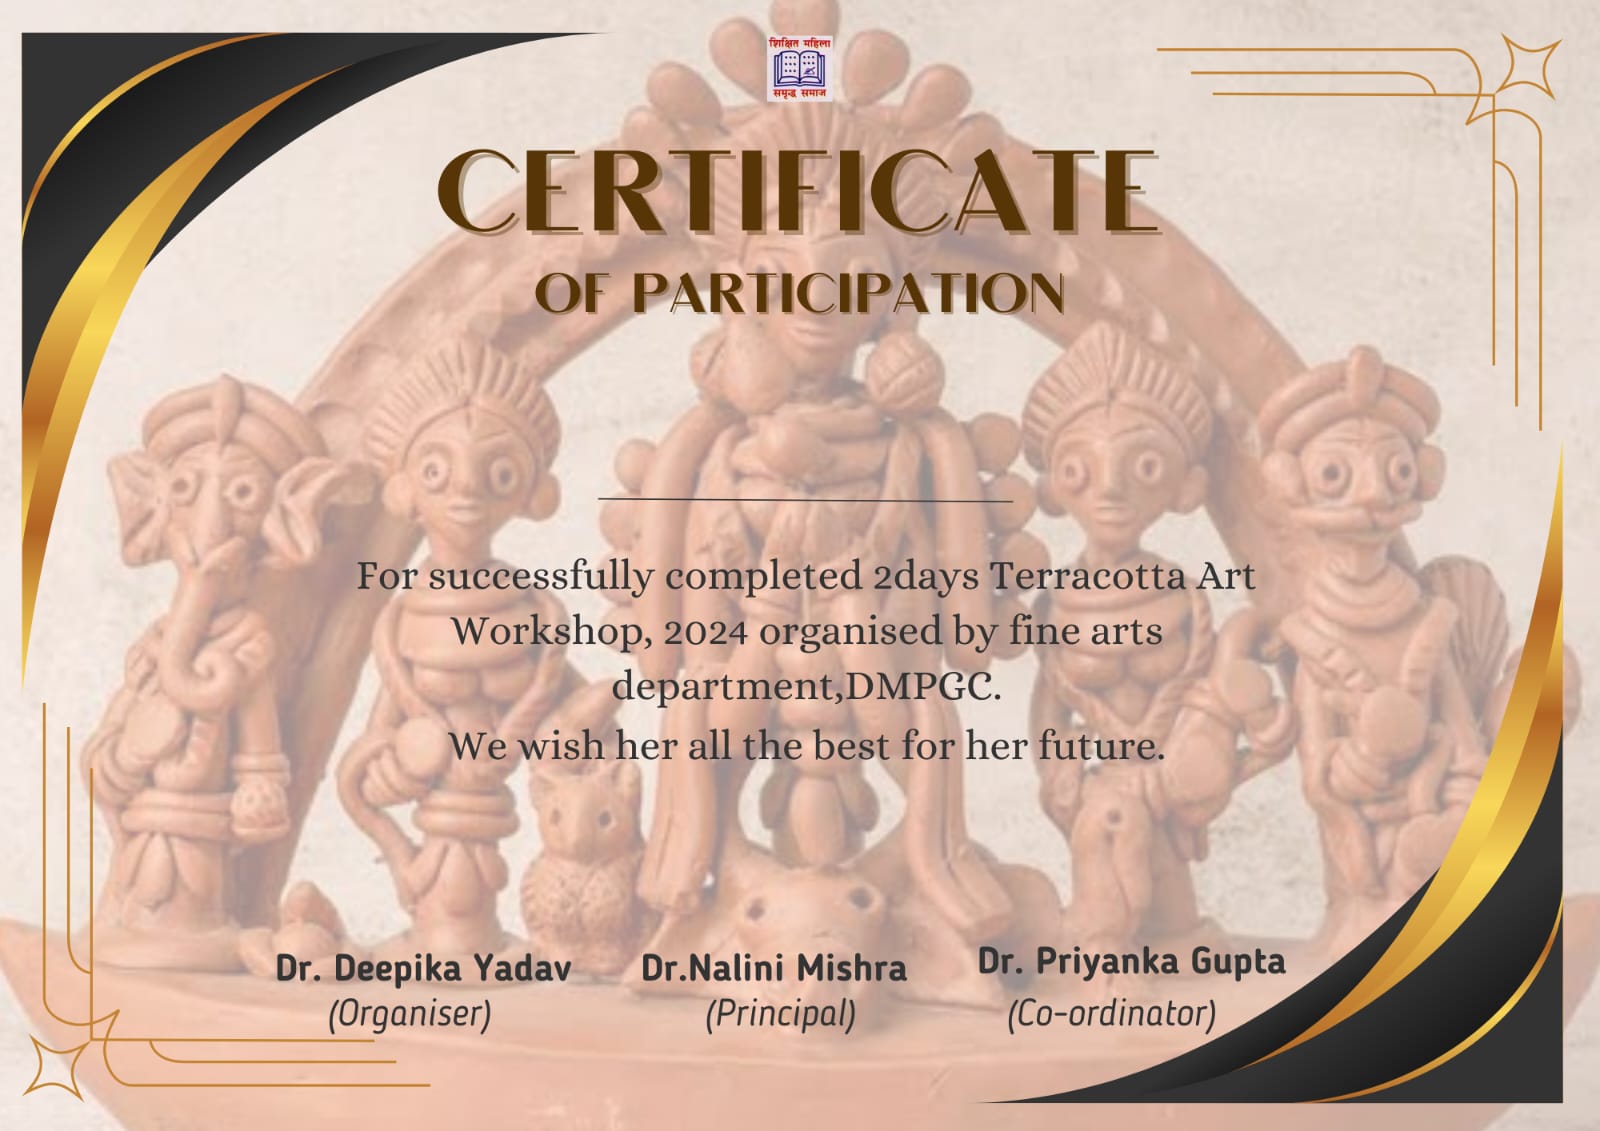 शिक्षित महिला
समृद्ध समाज
CERTIFICATE
OF PARTICIPATION
For successfully completed 2days Terracotta Art
Workshop, 2024 organised by fine arts
department,DMPGC.
We wish her all the best for her future.
Dr. Deepika Yadav
(Organiser)
Dr.Nalini Mishra
(Principal)
Dr. Priyanka Gupta
(Co-ordinator)